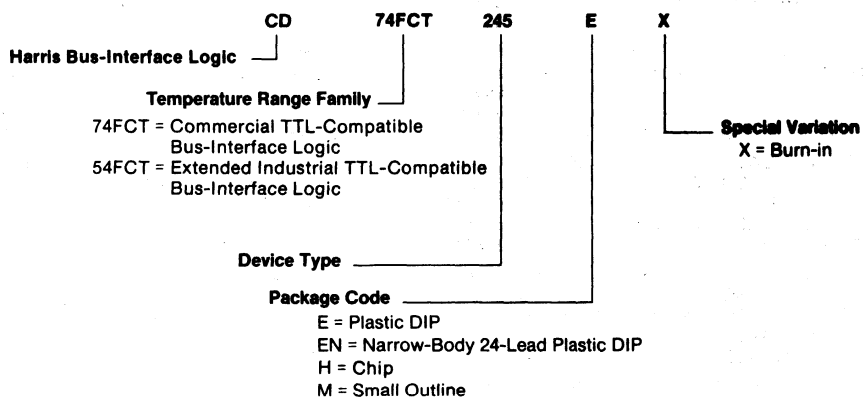 CD 74FCT 245 E X
Harris Bus-Interface Logic
Temperature Range Family
74FCT = Commercial TTL-Compatible
Bus-Interface Logic
54FCT = Extended Industrial TTL-Compatible
Bus-Interface Logic
Special Variation
X = Burn-in
Device Type
Package Code
E = Plastic DIP
EN = Narrow-Body 24-Lead Plastic DIP
H = Chip
M = Small Outline